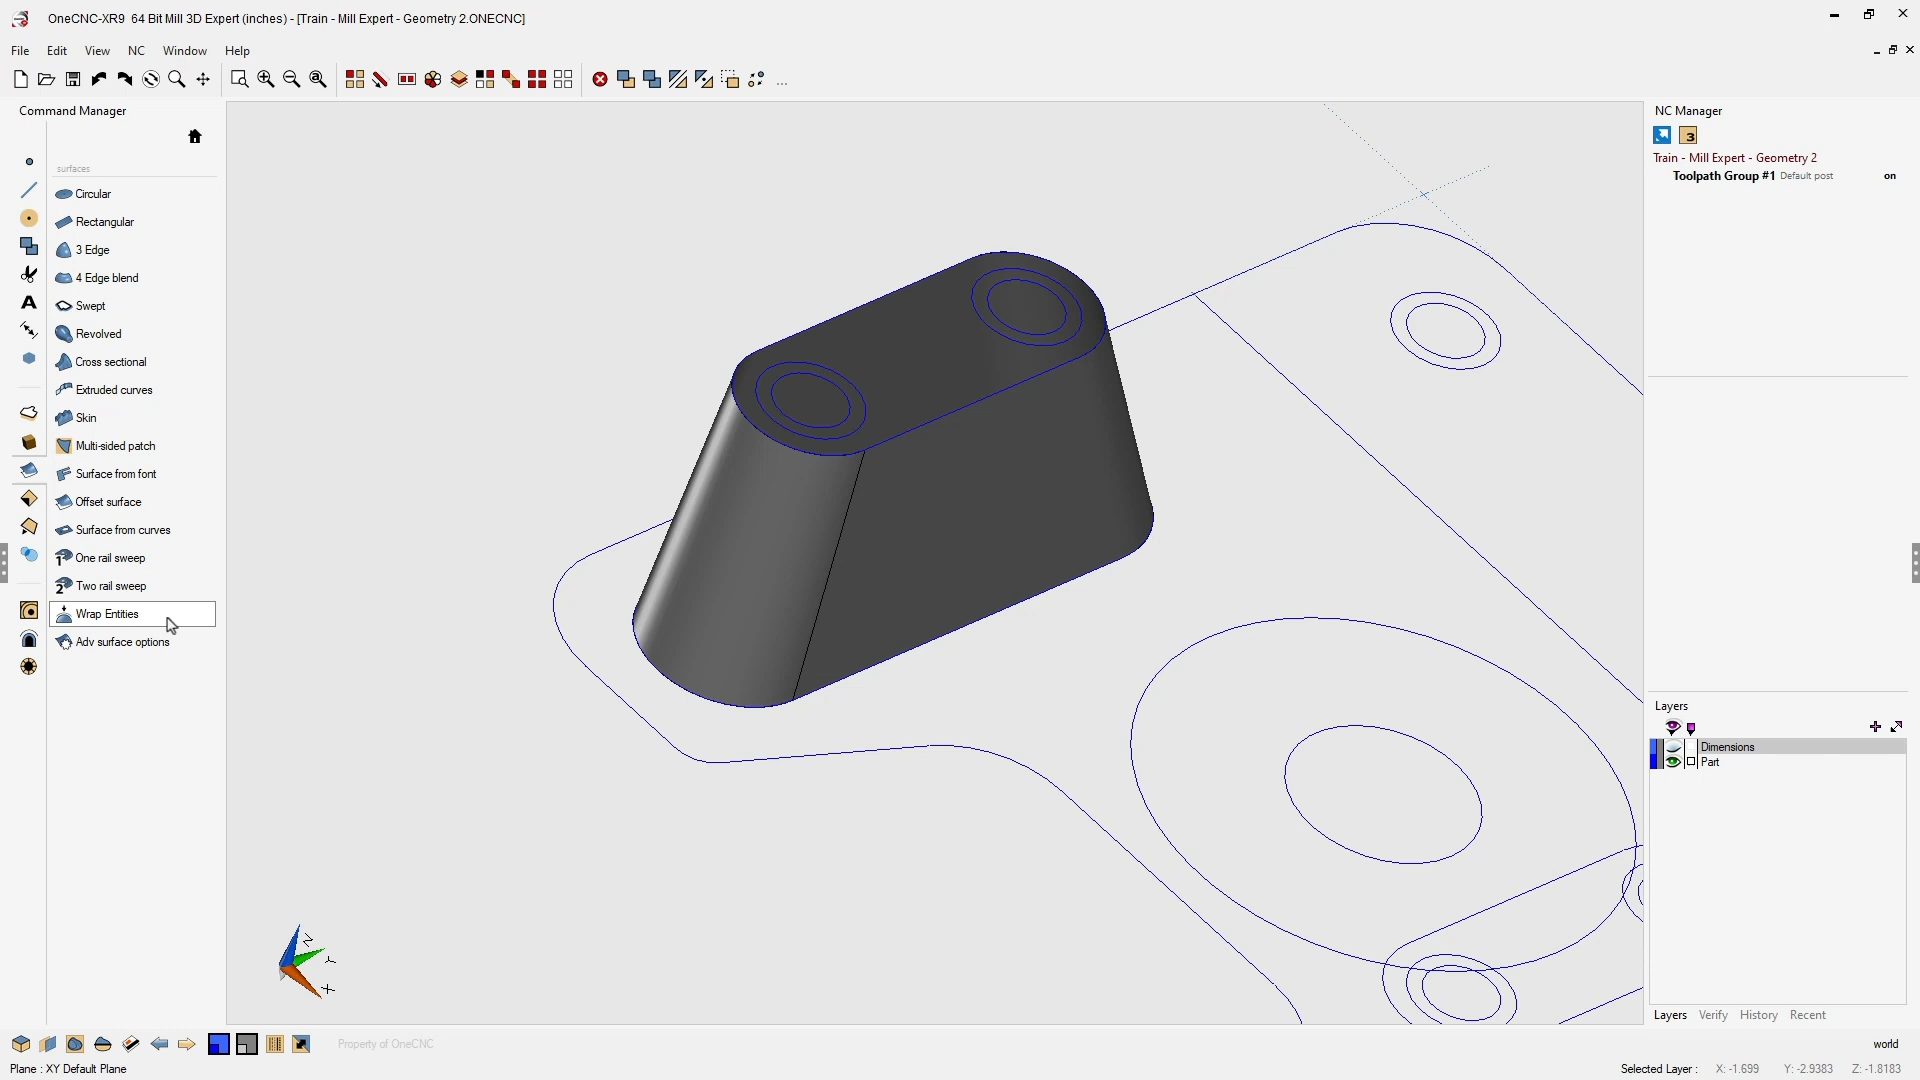 OneCNC-XR9 64 Bit Mill 3D Expert (inches) - [Train - Mill Expert - Geometry 2.ONECNC]
File Edit View NC Window Help
Command Manager
surfaces
Circular
Rectangular
3 Edge
4 Edge blend
Swept
Revolved
Cross sectional
Extruded curves
Skin
Multi-sided patch
Surface from font
Offset surface
Surface from curves
1 One rail sweep
2 Two rail sweep
Wrap Entities
Adv surface options
A
Z
Y
X
NC Manager
3
Train - Mill Expert - Geometry 2
Toolpath Group #1 Default post on
Layers
Dimensions
Part
Layers Verify History Recent
Property of OneCNC
world
Plane : XY Default Plane
Selected Layer : X: -1.699 Y: -2.9383 Z: -1.8183